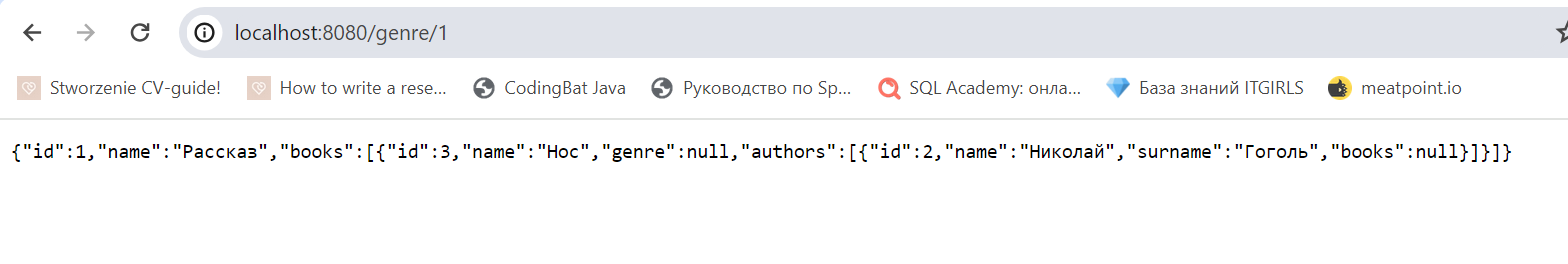 localhost:8080/genre/1
Stworzenie CV-guide! How to write a rese... CodingBat Java Руководство по Sp... SQL Academy: онла... База знаний ITGIRLS meatpoint.io
{"id":1,"name":"Рассказ","books":[{"id":3,"name":"Нос","genre":null,"authors":[{"id":2,"name":"Николай","surname":"Гоголь","books":null}]}]}